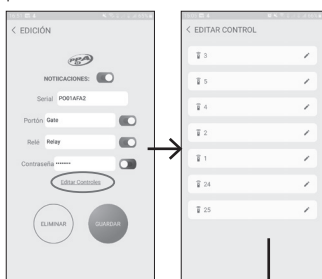 EDICIÓN
PPA
NOTIFICACIONES:
Serial PO01AFA2
Portón Gate
Relé Relay
Contraseña ••••••••
Editar Controles
ELIMINAR
GUARDAR
EDITAR CONTROL
3
5
4
2
1
24
25